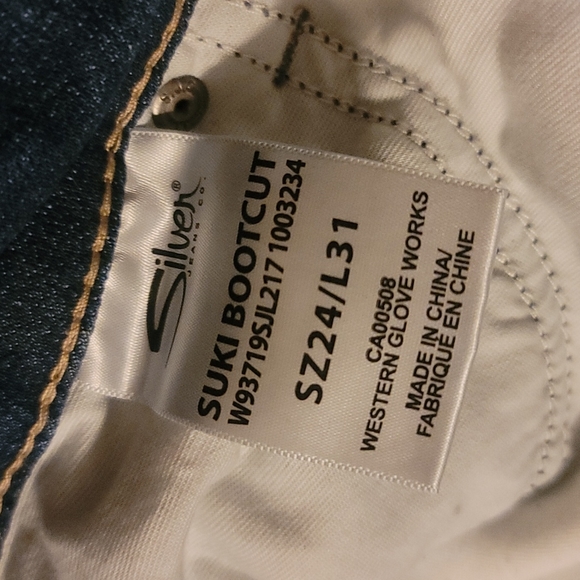 Silver®
JEANS CO.
SUKI BOOTCUT
W93719SJL217 1003234
SZ24/L31
CA00508
WESTERN GLOVE WORKS
MADE IN CHINA/
FABRIQUÉ EN CHINE